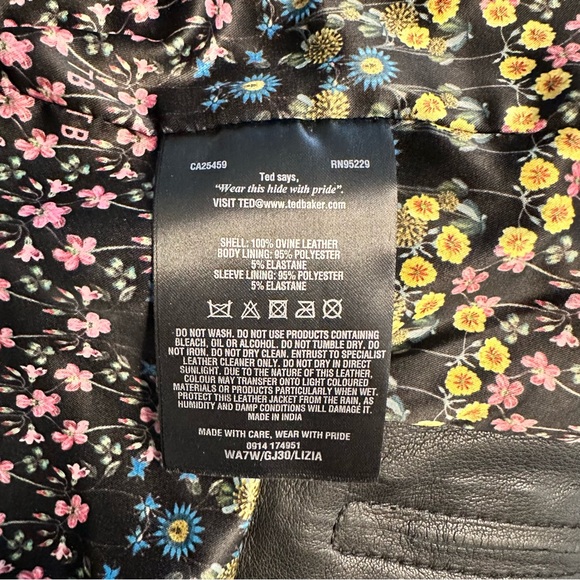 TB TB
CA25459 RN95229
Ted says,
"Wear this hide with pride".
VISIT TED@www.tedbaker.com
SHELL: 100% OVINE LEATHER
BODY LINING: 95% POLYESTER
5% ELASTANE
SLEEVE LINING: 95% POLYESTER
5% ELASTANE
DO NOT WASH. DO NOT USE PRODUCTS CONTAINING
BLEACH, OIL OR ALCOHOL. DO NOT TUMBLE DRY. DO
NOT IRON. DO NOT DRY CLEAN. ENTRUST TO SPECIALIST
LEATHER CLEANER ONLY. DO NOT DRY IN DIRECT
SUNLIGHT. DUE TO THE NATURE OF THIS LEATHER,
COLOUR MAY TRANSFER ONTO LIGHT COLOURED
MATERIALS OR PRODUCTS PARTICULARLY WHEN WET.
PROTECT THIS LEATHER JACKET FROM THE RAIN, AS
HUMIDITY AND DAMP CONDITIONS WILL DAMAGE IT.
MADE IN INDIA
MADE WITH CARE, WEAR WITH PRIDE
0914 174951
WA7W/GJ30/LIZIA